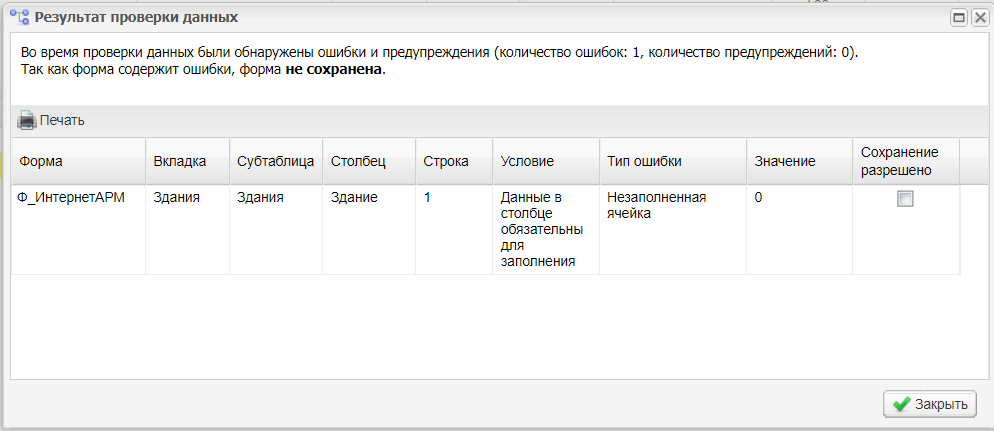 Результат проверки данных
Во время проверки данных были обнаружены ошибки и предупреждения (количество ошибок: 1, количество предупреждений: 0).
Так как форма содержит ошибки, форма не сохранена.
Печать
Форма Вкладка Субтаблица Столбец Строка Условие Тип ошибки Значение Сохранение
разрешено
Ф_ИнтернетАРМ Здания Здания Здание 1 Данные в Незаполненная 0
столбце ячейка
обязательны
для
заполнения
Закрыть